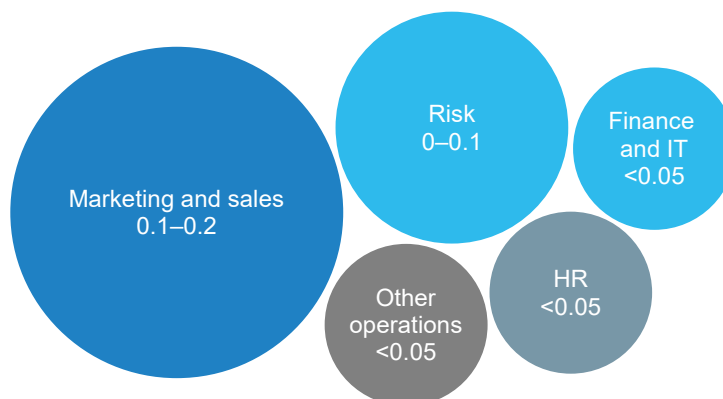 Marketing and sales
0.1–0.2
Risk
0–0.1
Finance
and IT
<0.05
Other
operations
<0.05
HR
<0.05